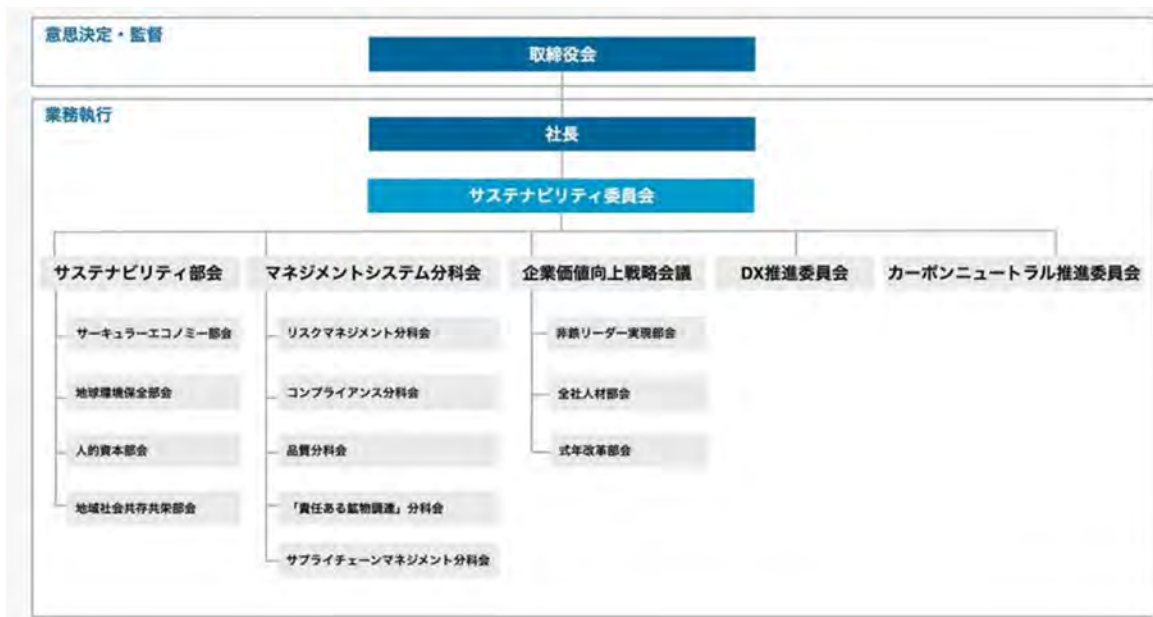 意思決定・監督
取締役会
業務執行
社長
サステナビリティ委員会
サステナビリティ部会
マネジメントシステム分科会
企業価値向上戦略会議
DX推進委員会
カーボンニュートラル推進委員会
サーキュラーエコノミー部会
リスクマネジメント分科会
非鉄リーダー実現部会
地球環境保全部会
コンプライアンス分科会
全社人材部会
人的資本部会
品質分科会
式年改革部会
地域社会共存共栄部会
「責任ある鉱物調達」分科会
サプライチェーンマネジメント分科会